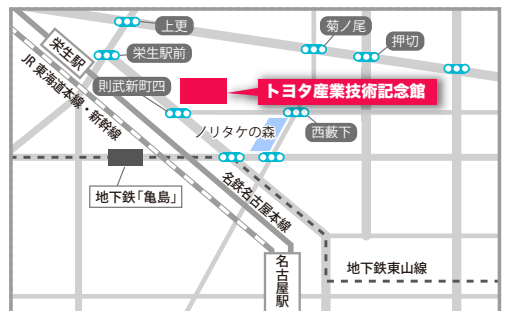 上更
菊ノ尾
押切
栄生駅前
栄生駅
則武新町四
トヨタ産業技術記念館
JR東海道本線・新幹線
ノリタケの森
西藪下
地下鉄「亀島」
名鉄名古屋本線
名古屋駅
地下鉄東山線